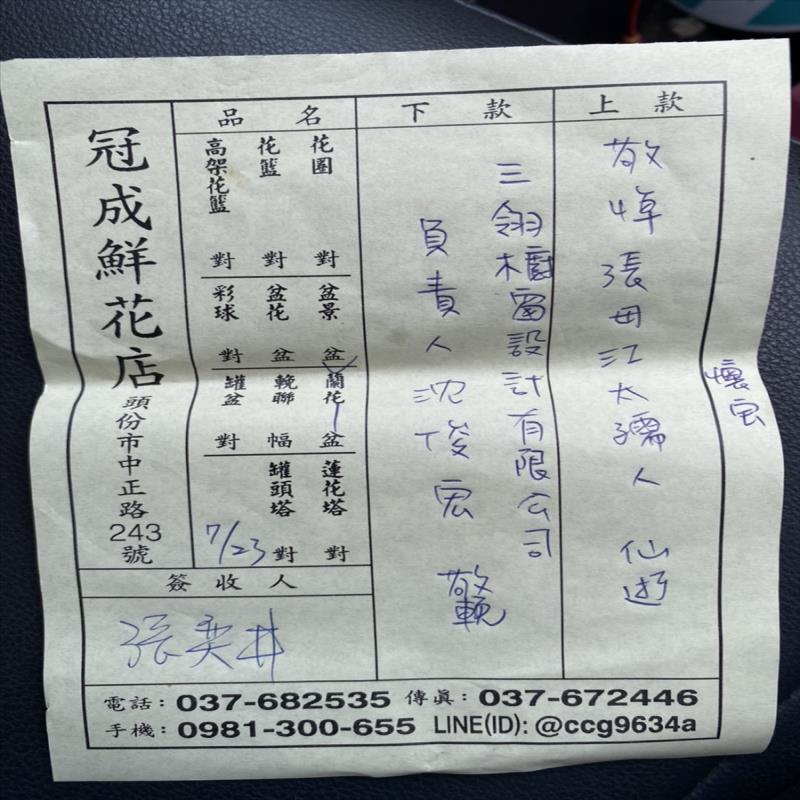 懷宏
上款
敬悼 張母江太孺人 仙逝
下款
三翎木櫥窗設計有限公司
負責人 沈俊宏 敬輓
品名
花圈 對
花籃 對
高架花籃 對
盆景 盆
盆花 盆
彩球 對
蘭花 盆
輓聯 幅
罐盆 對
蓮花塔 對
罐頭塔 對
7/23
簽收人
冠成鮮花店
頭份市中正路243號
電話：037-682535 傳真：037-672446
手機：0981-300-655 LINE(ID): @ccg9634a